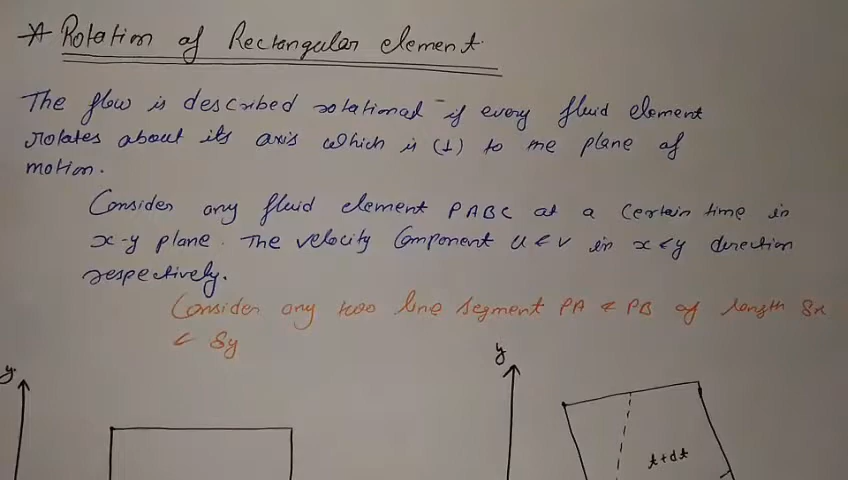 * Rotation of Rectangular element.
The flow is described rotational - if every fluid element
rotates about its axis which is (⊥) to the plane of
motion.
Consider any fluid element PABC at a certain time in
x-y plane. The velocity Component u & v in x & y direction
respectively.
Consider any two line segment PA & PB of length δx
& δy
y
y
t+dt